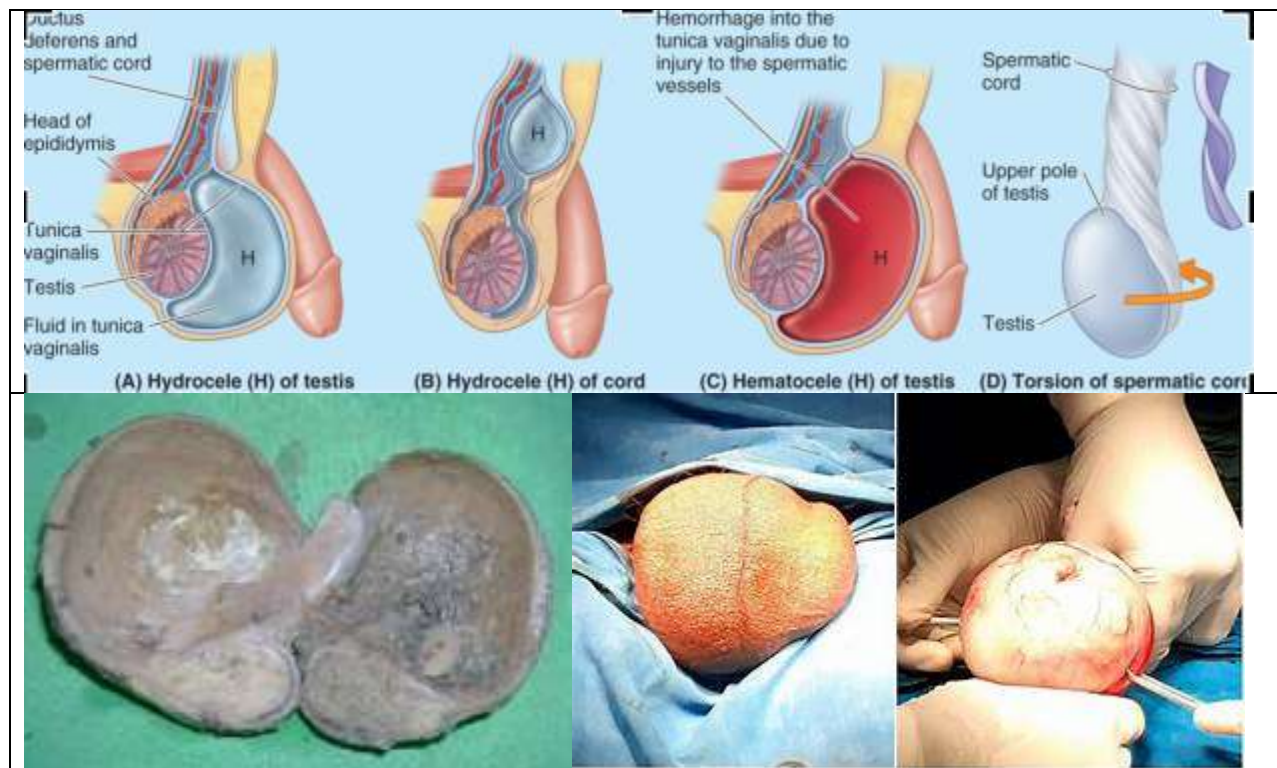 Ductus
deferens and
spermatic cord
Head of
epididymis
Tunica
vaginalis
Testis
Fluid in tunica
vaginalis
H
(A) Hydrocele (H) of testis
H
(B) Hydrocele (H) of cord
Hemorrhage into the
tunica vaginalis due to
injury to the spermatic
vessels
H
(C) Hematocele (H) of testis
Spermatic
cord
Upper pole
of testis
Testis
(D) Torsion of spermatic cord